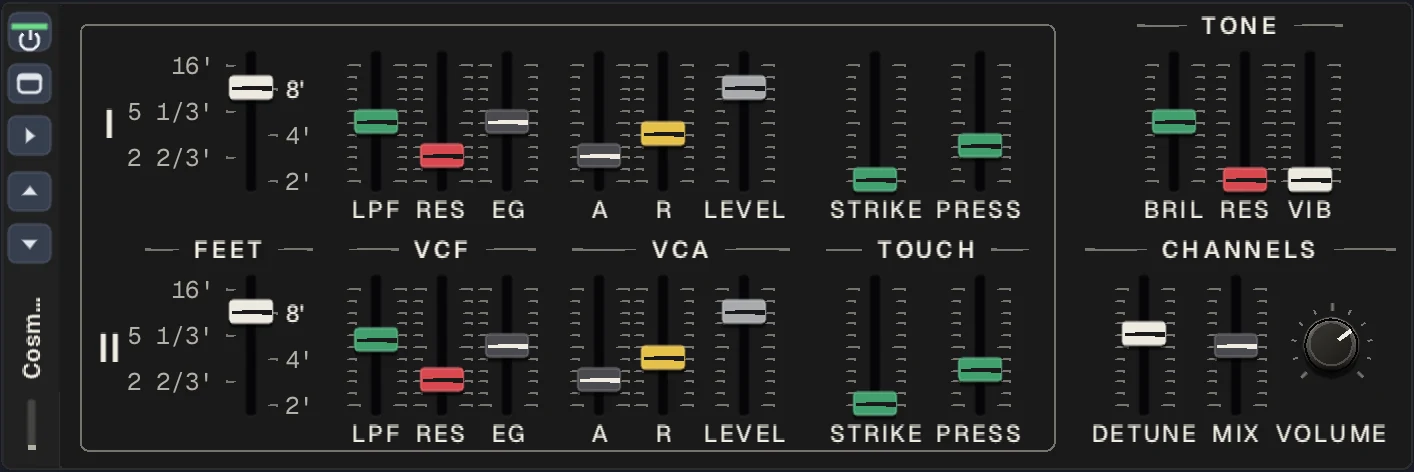 TONE
16'
8'
I
5 1/3'
4'
2 2/3'
2'
LPF RES EG A R LEVEL STRIKE PRESS BRIL RES VIB
FEET VCF VCA TOUCH CHANNELS
16'
8'
II
5 1/3'
4'
2 2/3'
2'
LPF RES EG A R LEVEL STRIKE PRESS DETUNE MIX VOLUME
Cosm...